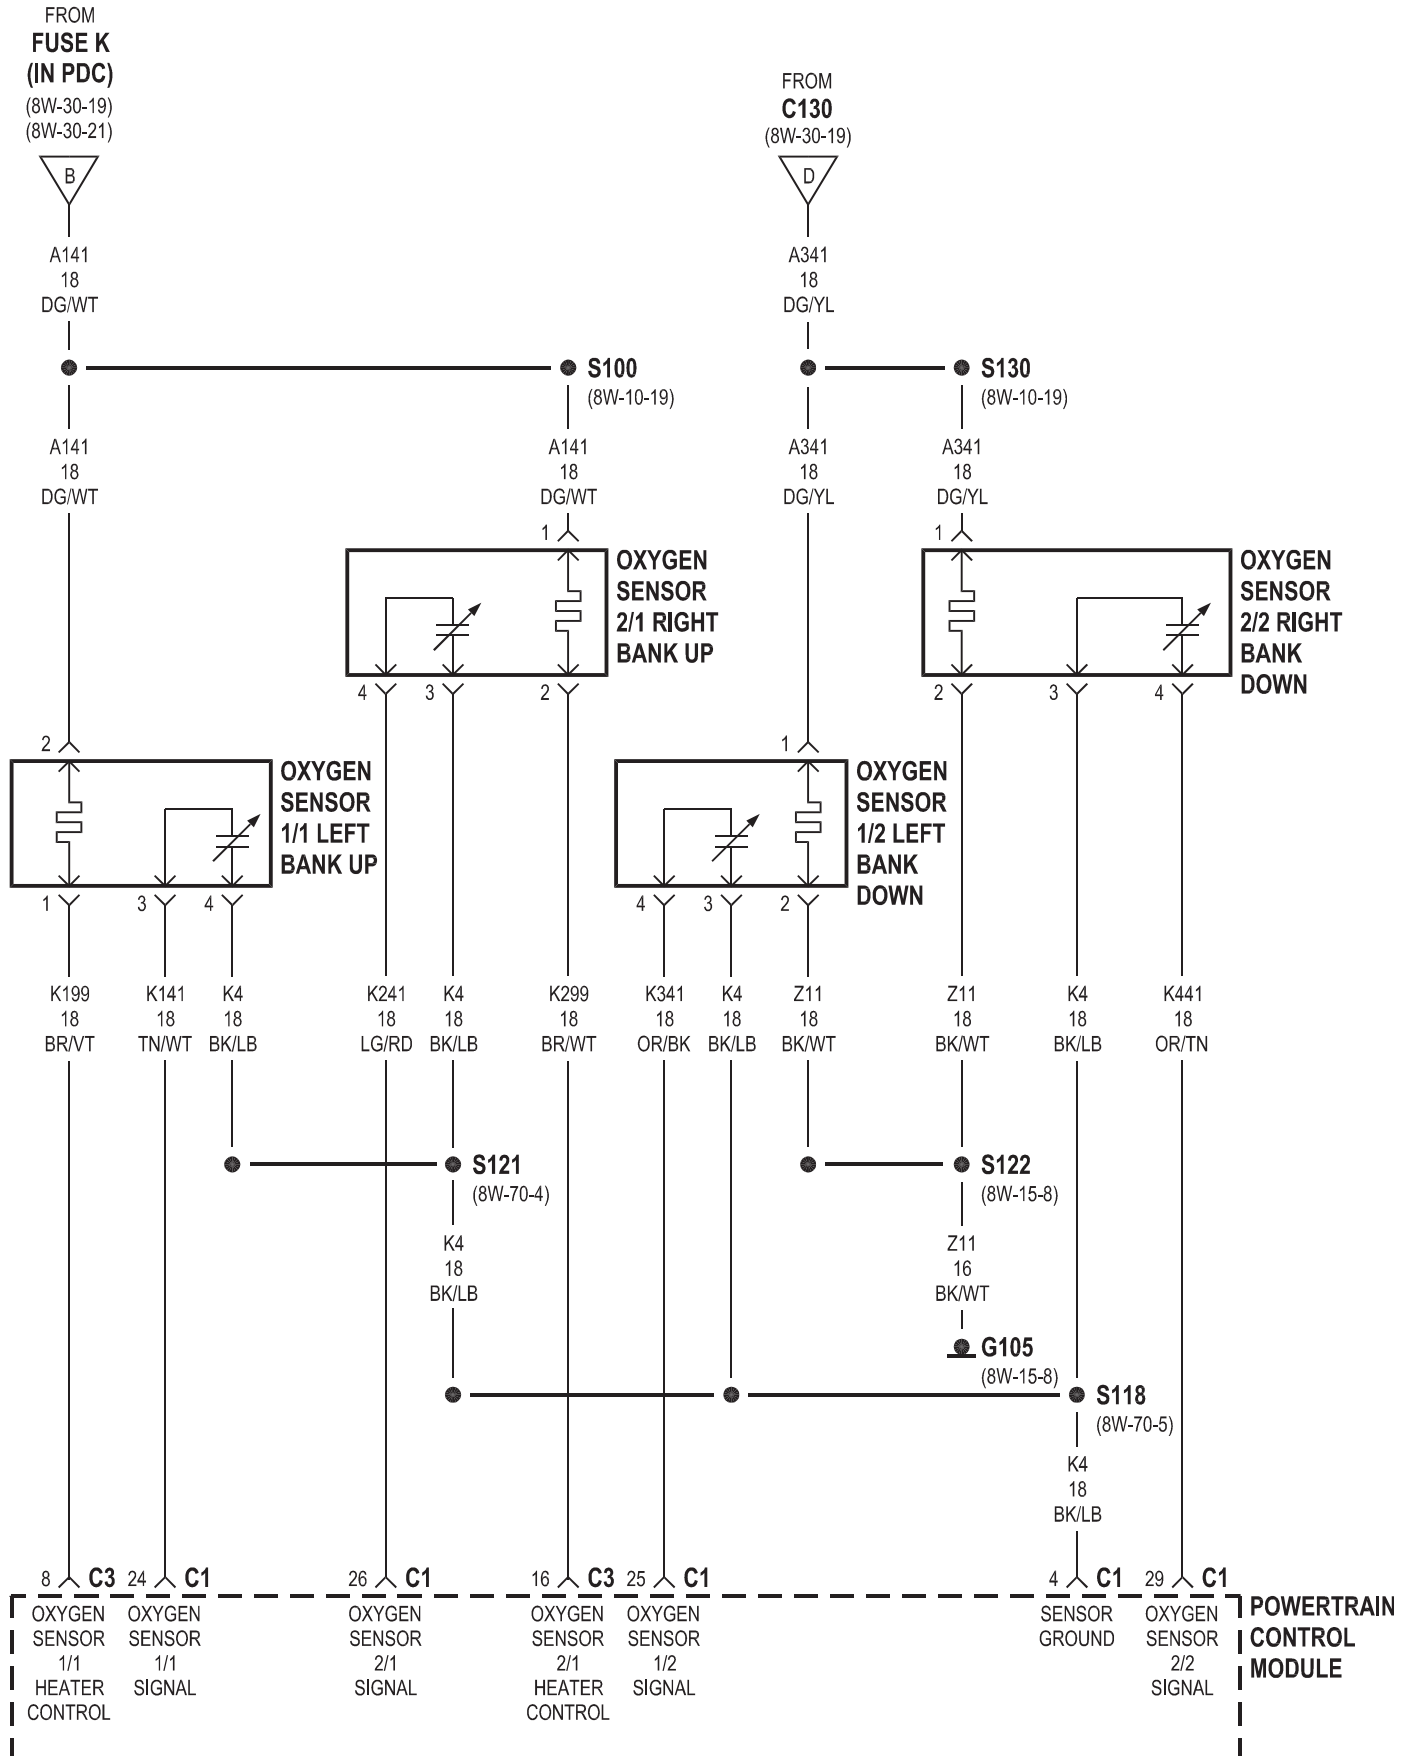 FROM
FUSE K
(IN PDC)
(8W-30-19)
(8W-30-21)
B
FROM
C130
(8W-30-19)
D
A141
18
DG/WT
A341
18
DG/YL
S100
(8W-10-19)
S130
(8W-10-19)
A141
18
DG/WT
A141
18
DG/WT
A341
18
DG/YL
A341
18
DG/YL
1
OXYGEN
SENSOR
2/1 RIGHT
BANK UP
4
3
2
1
OXYGEN
SENSOR
2/2 RIGHT
BANK
DOWN
2
3
4
2
OXYGEN
SENSOR
1/1 LEFT
BANK UP
1
3
4
1
OXYGEN
SENSOR
1/2 LEFT
BANK
DOWN
4
3
2
K199
18
BR/VT
K141
18
TN/WT
K4
18
BK/LB
K241
18
LG/RD
K4
18
BK/LB
K299
18
BR/WT
K341
18
OR/BK
K4
18
BK/LB
Z11
18
BK/WT
Z11
18
BK/WT
K4
18
BK/LB
K441
18
OR/TN
S121
(8W-70-4)
S122
(8W-15-8)
K4
18
BK/LB
Z11
16
BK/WT
G105
(8W-15-8)
S118
(8W-70-5)
K4
18
BK/LB
8 C3
24 C1
26 C1
16 C3
25 C1
4 C1
29 C1
OXYGEN
SENSOR
1/1
HEATER
CONTROL
OXYGEN
SENSOR
1/1
SIGNAL
OXYGEN
SENSOR
2/1
SIGNAL
OXYGEN
SENSOR
2/1
HEATER
CONTROL
OXYGEN
SENSOR
1/2
SIGNAL
SENSOR
GROUND
OXYGEN
SENSOR
2/2
SIGNAL
POWERTRAIN
CONTROL
MODULE